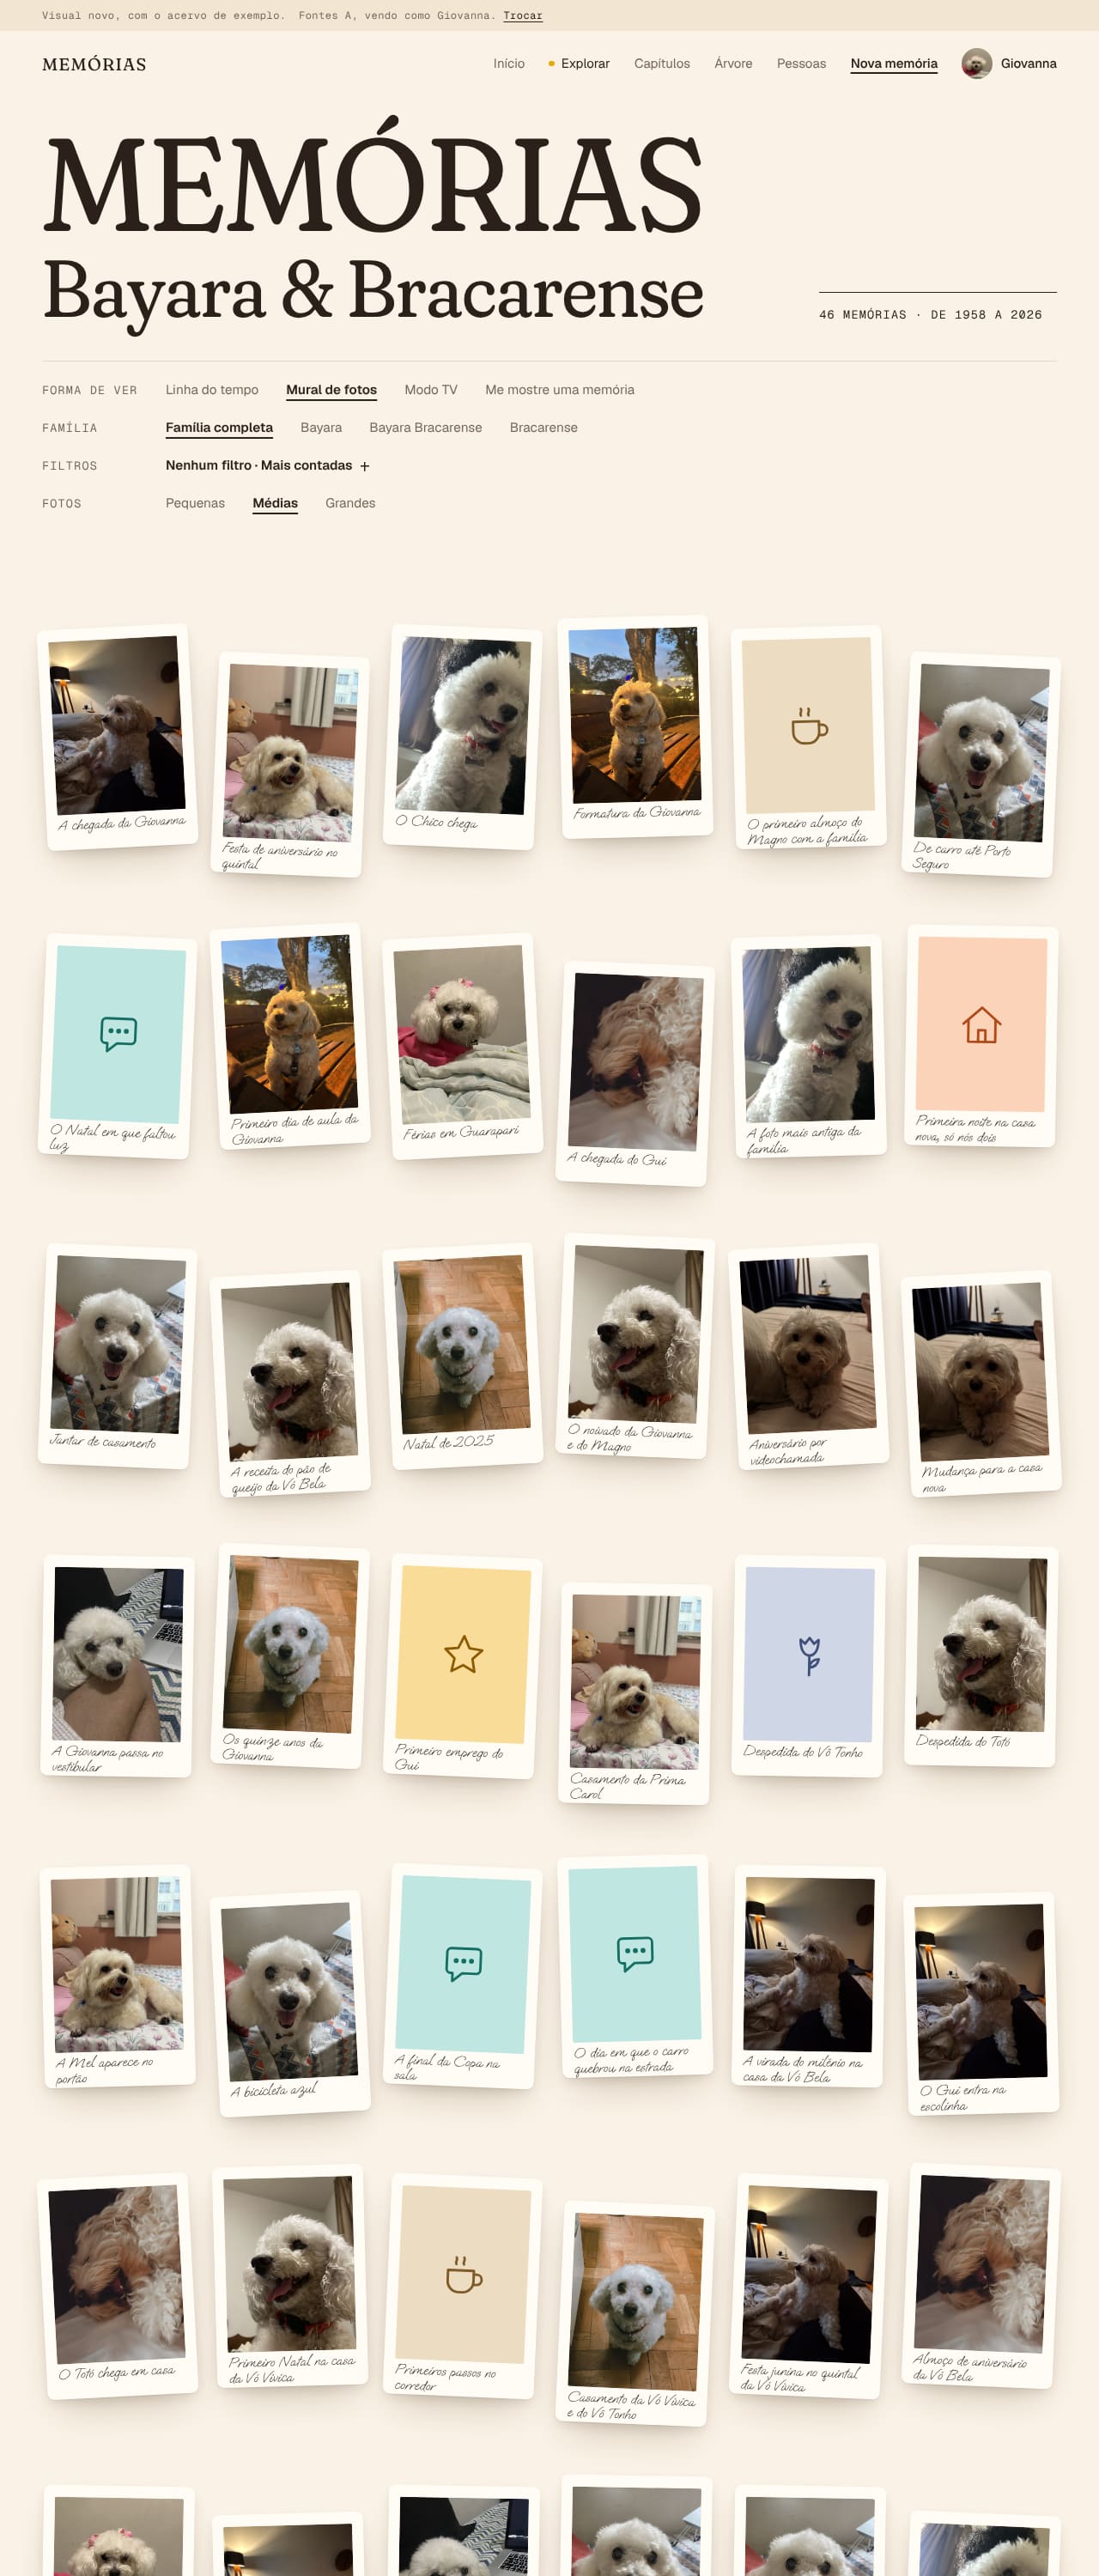 Visual novo, com o acervo de exemplo. Fontes A, vendo como Giovanna. Trocar
MEMÓRIAS
Início
Explorar
Capítulos
Árvore
Pessoas
Nova memória
Giovanna
MEMÓRIAS
Bayara & Bracarense
46 MEMÓRIAS · DE 1958 A 2026
FORMA DE VER
Linha do tempo
Mural de fotos
Modo TV
Me mostre uma memória
FAMÍLIA
Família completa
Bayara
Bayara Bracarense
Bracarense
FILTROS
Nenhum filtro · Mais contadas +
FOTOS
Pequenas
Médias
Grandes
A chegada da Giovanna
Festa de aniversário no
quintal
O Chico chega
Formatura da Giovanna
O primeiro almoço do
Magno com a família
De carro até Porto
Seguro
O Natal em que faltou
luz
Primeiro dia de aula da
Giovanna
Férias em Guarapari
A chegada do Gui
A foto mais antiga da
família
Primeira noite na casa
nova, só nós dois
Jantar de casamento
A receita do pão de
queijo da Vó Bela
Natal de 2025
O noivado da Giovanna
e do Magno
Aniversário por
videochamada
Mudança para a casa
nova
A Giovanna passa no
vestibular
Os quinze anos da
Giovanna
Primeiro emprego do
Gui
Casamento da Prima
Carol
Despedida do Vô Tonho
Despedida do Totó
A Mel aparece no
portão
A bicicleta azul
A final da Copa na
sala
O dia em que o carro
quebrou na estrada
A virada do milênio na
casa da Vó Bela
O Gui entra na
escolinha
O Totó chega em casa
Primeiro Natal na casa
da Vó Vivica
Primeiros passos no
corredor
Casamento da Vó Vivica
e do Vô Tonho
Festa junina no quintal
da Vó Vivica
Almoço de aniversário
da Vó Bela